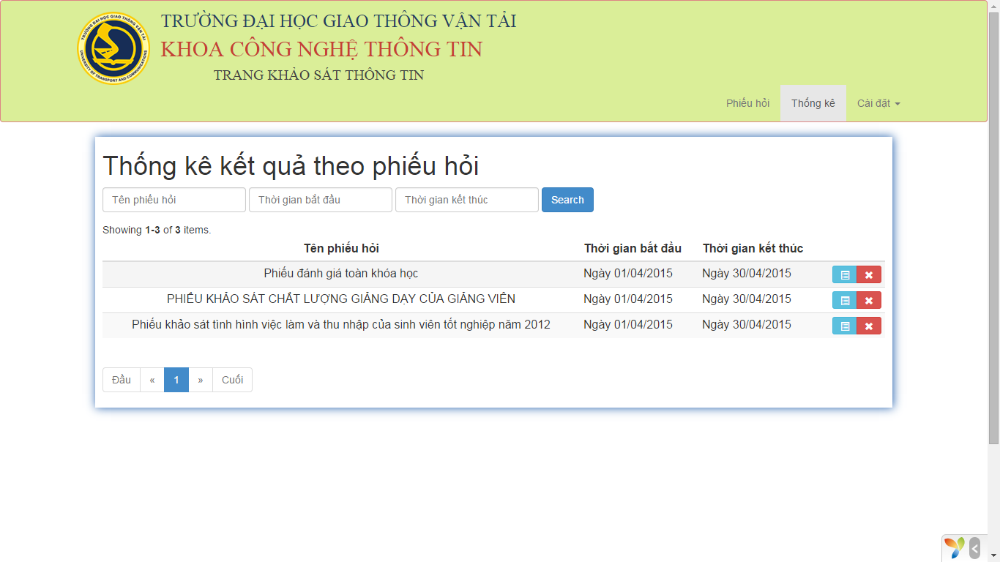 TRƯỜNG ĐẠI HỌC GIAO THÔNG VẬN TẢI
UNIVERSITY OF TRANSPORT AND COMMUNICATIONS
TRƯỜNG ĐẠI HỌC GIAO THÔNG VẬN TẢI
KHOA CÔNG NGHỆ THÔNG TIN
TRANG KHẢO SÁT THÔNG TIN
Phiếu hỏi Thống kê Cài đặt
Thống kê kết quả theo phiếu hỏi
Tên phiếu hỏi Thời gian bắt đầu Thời gian kết thúc Search
Showing 1-3 of 3 items.
Tên phiếu hỏi Thời gian bắt đầu Thời gian kết thúc
Phiếu đánh giá toàn khóa học Ngày 01/04/2015 Ngày 30/04/2015
PHIẾU KHẢO SÁT CHẤT LƯỢNG GIẢNG DẠY CỦA GIẢNG VIÊN Ngày 01/04/2015 Ngày 30/04/2015
Phiếu khảo sát tình hình việc làm và thu nhập của sinh viên tốt nghiệp năm 2012 Ngày 01/04/2015 Ngày 30/04/2015
Đầu « 1 » Cuối